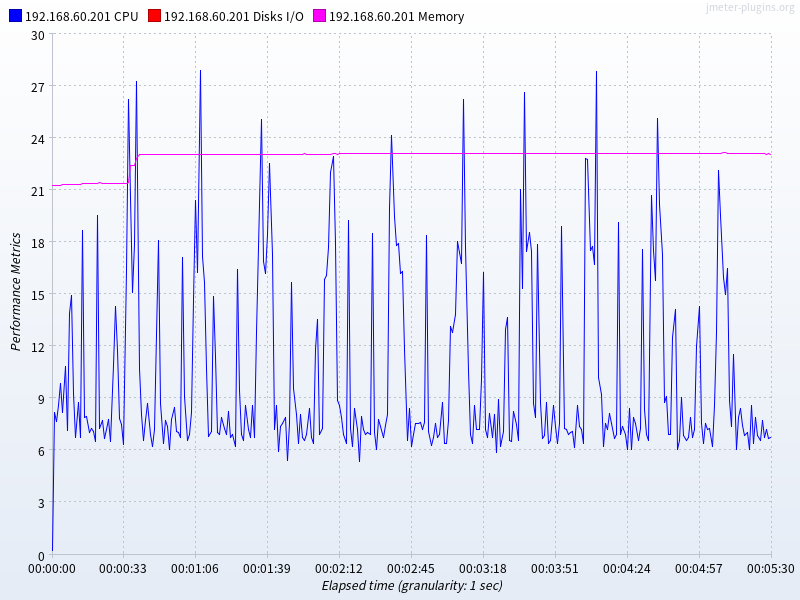 jmeter-plugins.org
192.168.60.201 CPU 192.168.60.201 Disks I/O 192.168.60.201 Memory
30
27
24
21
18
15
12
9
6
3
0
Performance Metrics
00:00:00 00:00:33 00:01:06 00:01:39 00:02:12 00:02:45 00:03:18 00:03:51 00:04:24 00:04:57 00:05:30
Elapsed time (granularity: 1 sec)